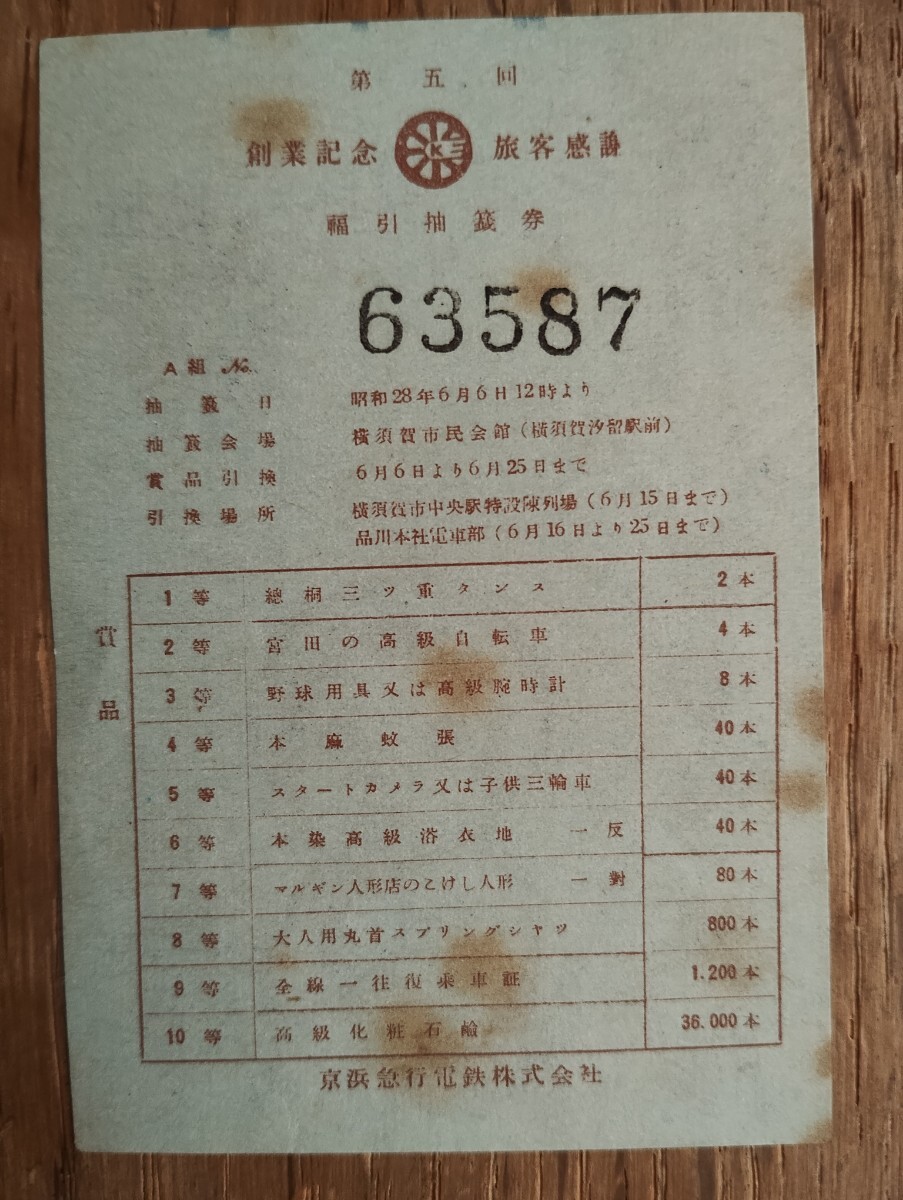 第五回
創業記念 K 旅客感謝
福引抽籤券
A組 No. 63587
抽籤日 昭和28年6月6日12時より
抽籤会場 横須賀市民会館(横須賀汐留駅前)
賞品引換 6月6日より6月25日まで
引換場所 横須賀市中央駅特設陳列場(6月15日まで)
品川本社電車部(6月16日より25日まで)
賞品
1等 總桐三ツ重タンス 2本
2等 宮田の高級自転車 4本
3等 野球用具又は高級腕時計 8本
4等 本麻蚊張 40本
5等 スタートカメラ又は子供三輪車 40本
6等 本染高級浴衣地 一反 40本
7等 マルギン人形店のこけし人形 一對 80本
8等 大人用丸首スプリングシャツ 800本
9等 全線一往復乗車証 1.200本
10等 高級化粧石鹼 36.000本
京浜急行電鉄株式会社